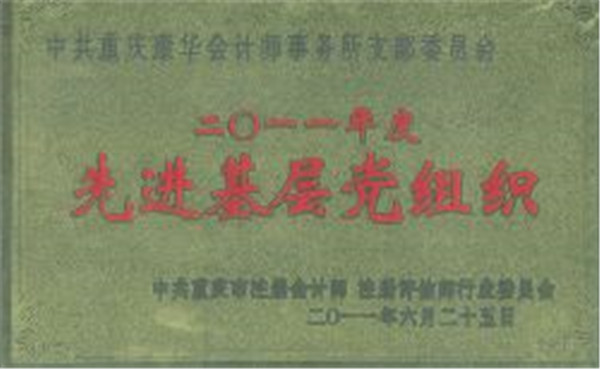 中共重庆康华会计师事务所支部委员会
二〇一一年度
先进基层党组织
中共重庆市注册会计师 注册评估师行业委员会
二〇一一年六月二十五日